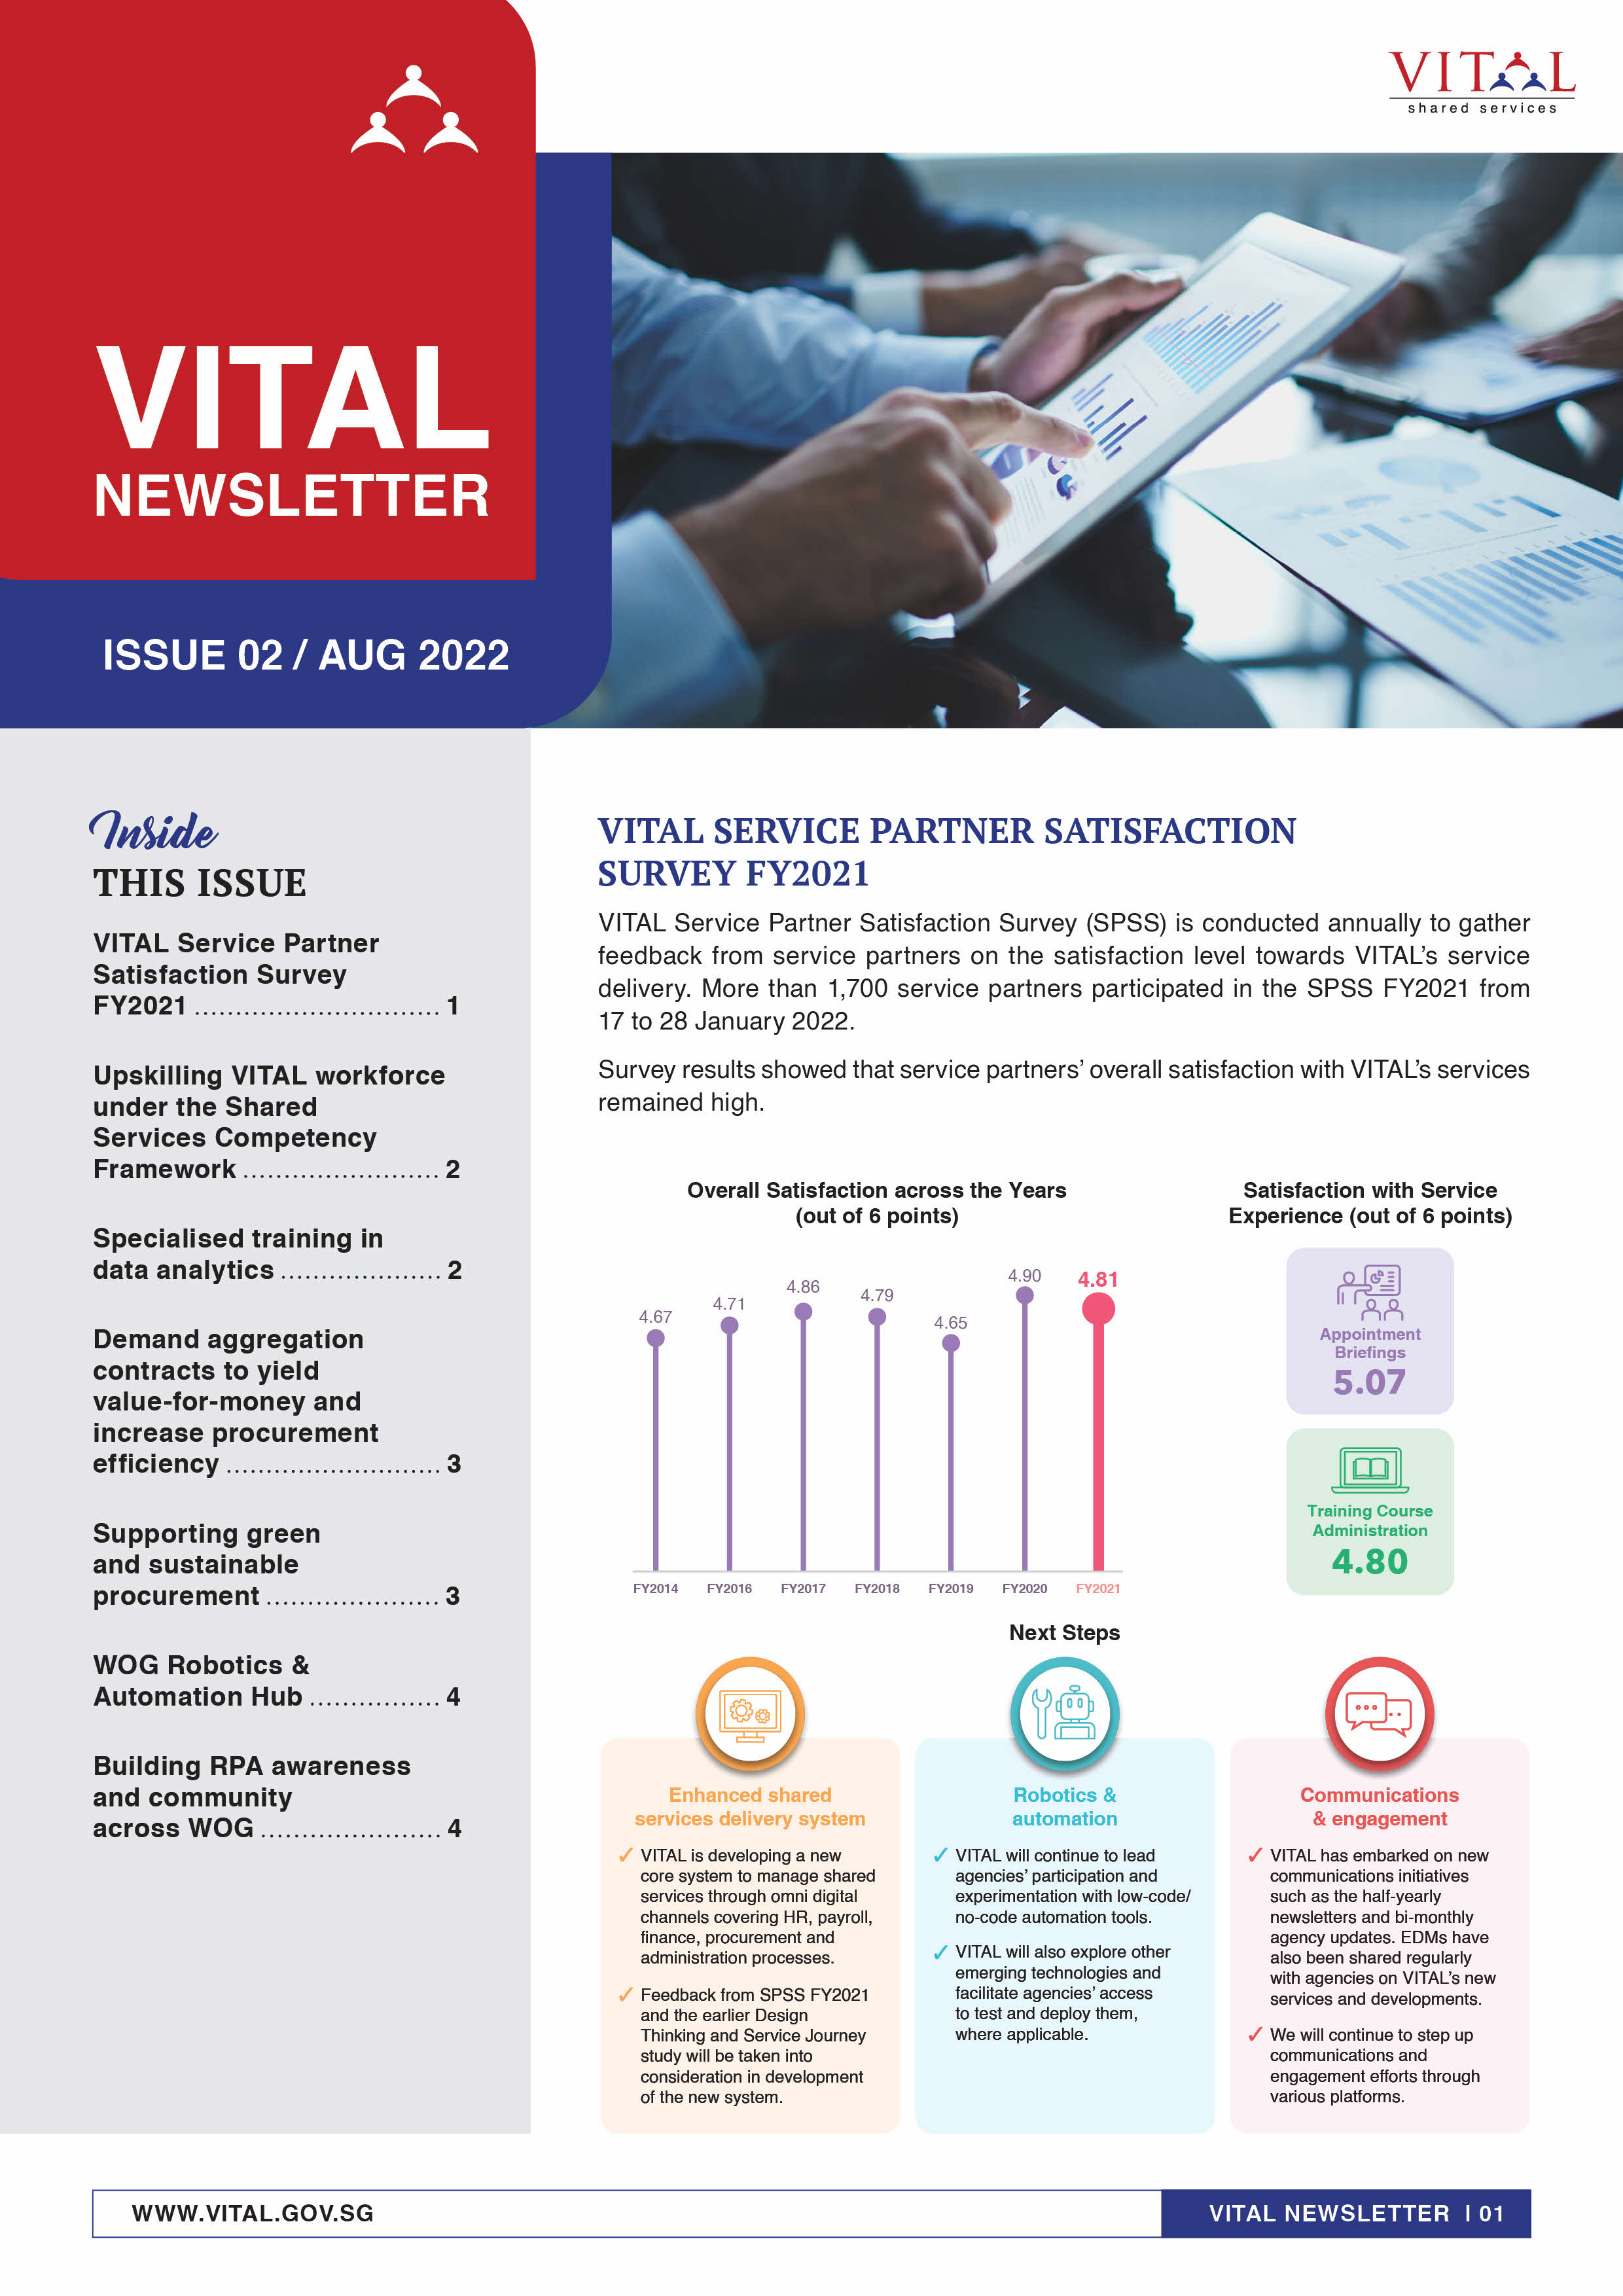 VITAL
shared services
VITAL
NEWSLETTER
ISSUE 02 / AUG 2022
Inside
THIS ISSUE
VITAL Service Partner
Satisfaction Survey
FY2021 .............................. 1
Upskilling VITAL workforce
under the Shared
Services Competency
Framework ........................ 2
Specialised training in
data analytics .................... 2
Demand aggregation
contracts to yield
value-for-money and
increase procurement
efficiency ........................... 3
Supporting green
and sustainable
procurement ...................... 3
WOG Robotics &
Automation Hub ................ 4
Building RPA awareness
and community
across WOG ...................... 4
VITAL SERVICE PARTNER SATISFACTION
SURVEY FY2021
VITAL Service Partner Satisfaction Survey (SPSS) is conducted annually to gather
feedback from service partners on the satisfaction level towards VITAL’s service
delivery. More than 1,700 service partners participated in the SPSS FY2021 from
17 to 28 January 2022.
Survey results showed that service partners’ overall satisfaction with VITAL’s services
remained high.
Overall Satisfaction across the Years
(out of 6 points)
4.67
4.71
4.86
4.79
4.65
4.90
4.81
FY2014 FY2016 FY2017 FY2018 FY2019 FY2020 FY2021
Satisfaction with Service
Experience (out of 6 points)
Appointment
Briefings
5.07
Training Course
Administration
4.80
Next Steps
Enhanced shared
services delivery system
✓ VITAL is developing a new
core system to manage shared
services through omni digital
channels covering HR, payroll,
finance, procurement and
administration processes.
✓ Feedback from SPSS FY2021
and the earlier Design
Thinking and Service Journey
study will be taken into
consideration in development
of the new system.
Robotics &
automation
✓ VITAL will continue to lead
agencies’ participation and
experimentation with low-code/
no-code automation tools.
✓ VITAL will also explore other
emerging technologies and
facilitate agencies’ access
to test and deploy them,
where applicable.
Communications
& engagement
✓ VITAL has embarked on new
communications initiatives
such as the half-yearly
newsletters and bi-monthly
agency updates. EDMs have
also been shared regularly
with agencies on VITAL’s new
services and developments.
✓ We will continue to step up
communications and
engagement efforts through
various platforms.
WWW.VITAL.GOV.SG
VITAL NEWSLETTER | 01